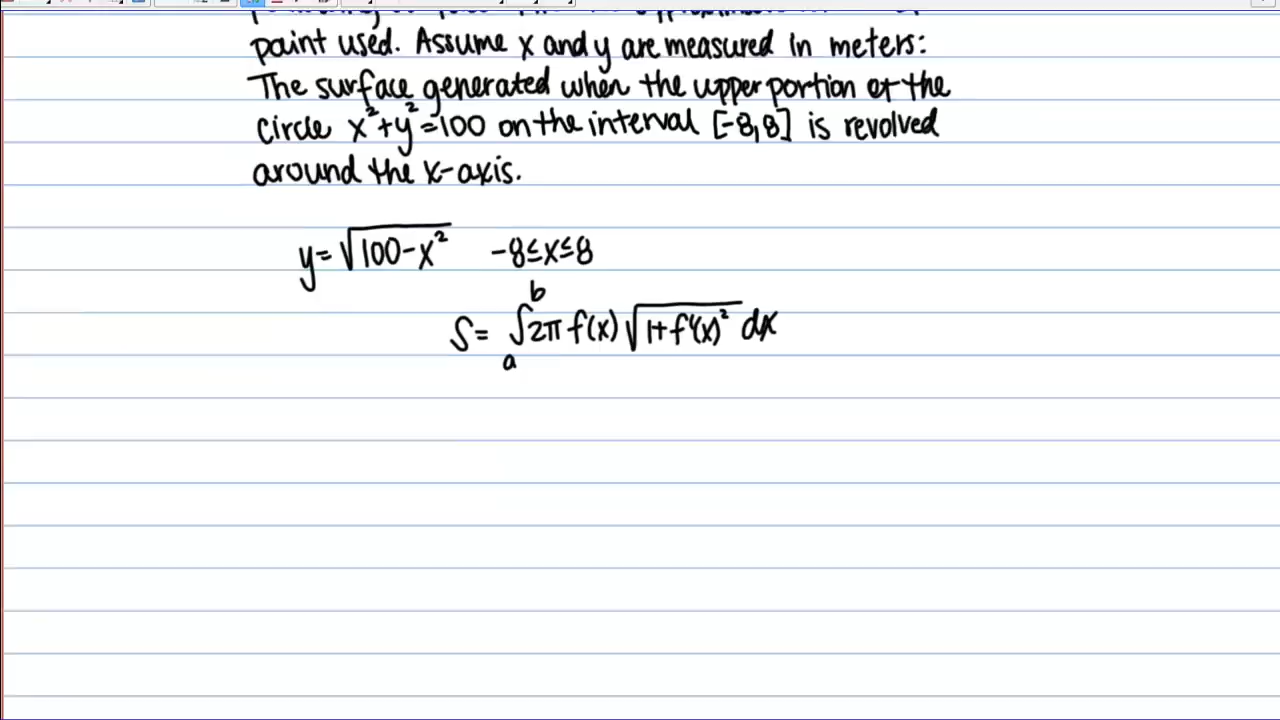 paint used. Assume x and y are measured in meters:
The surface generated when the upper portion of the
circle x²+y²=100 on the interval [-8,8] is revolved
around the x-axis.
y=√(100-x²) -8≤x≤8
S= ∫ₐᵇ 2π f(x) √(1+f'(x)²) dx